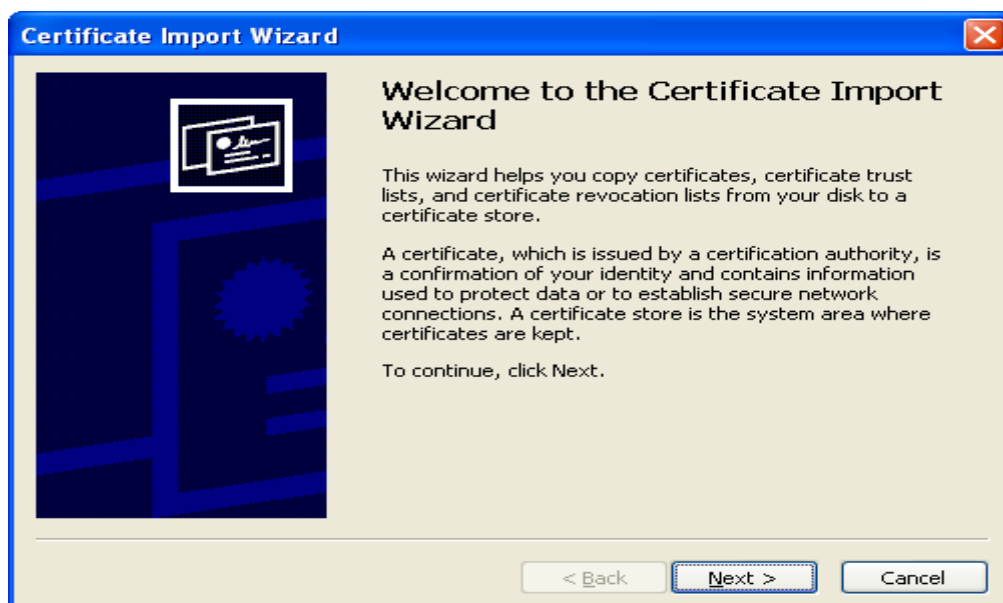 Certificate Import Wizard
Welcome to the Certificate Import
Wizard
This wizard helps you copy certificates, certificate trust
lists, and certificate revocation lists from your disk to a
certificate store.
A certificate, which is issued by a certification authority, is
a confirmation of your identity and contains information
used to protect data or to establish secure network
connections. A certificate store is the system area where
certificates are kept.
To continue, click Next.
< Back Next > Cancel